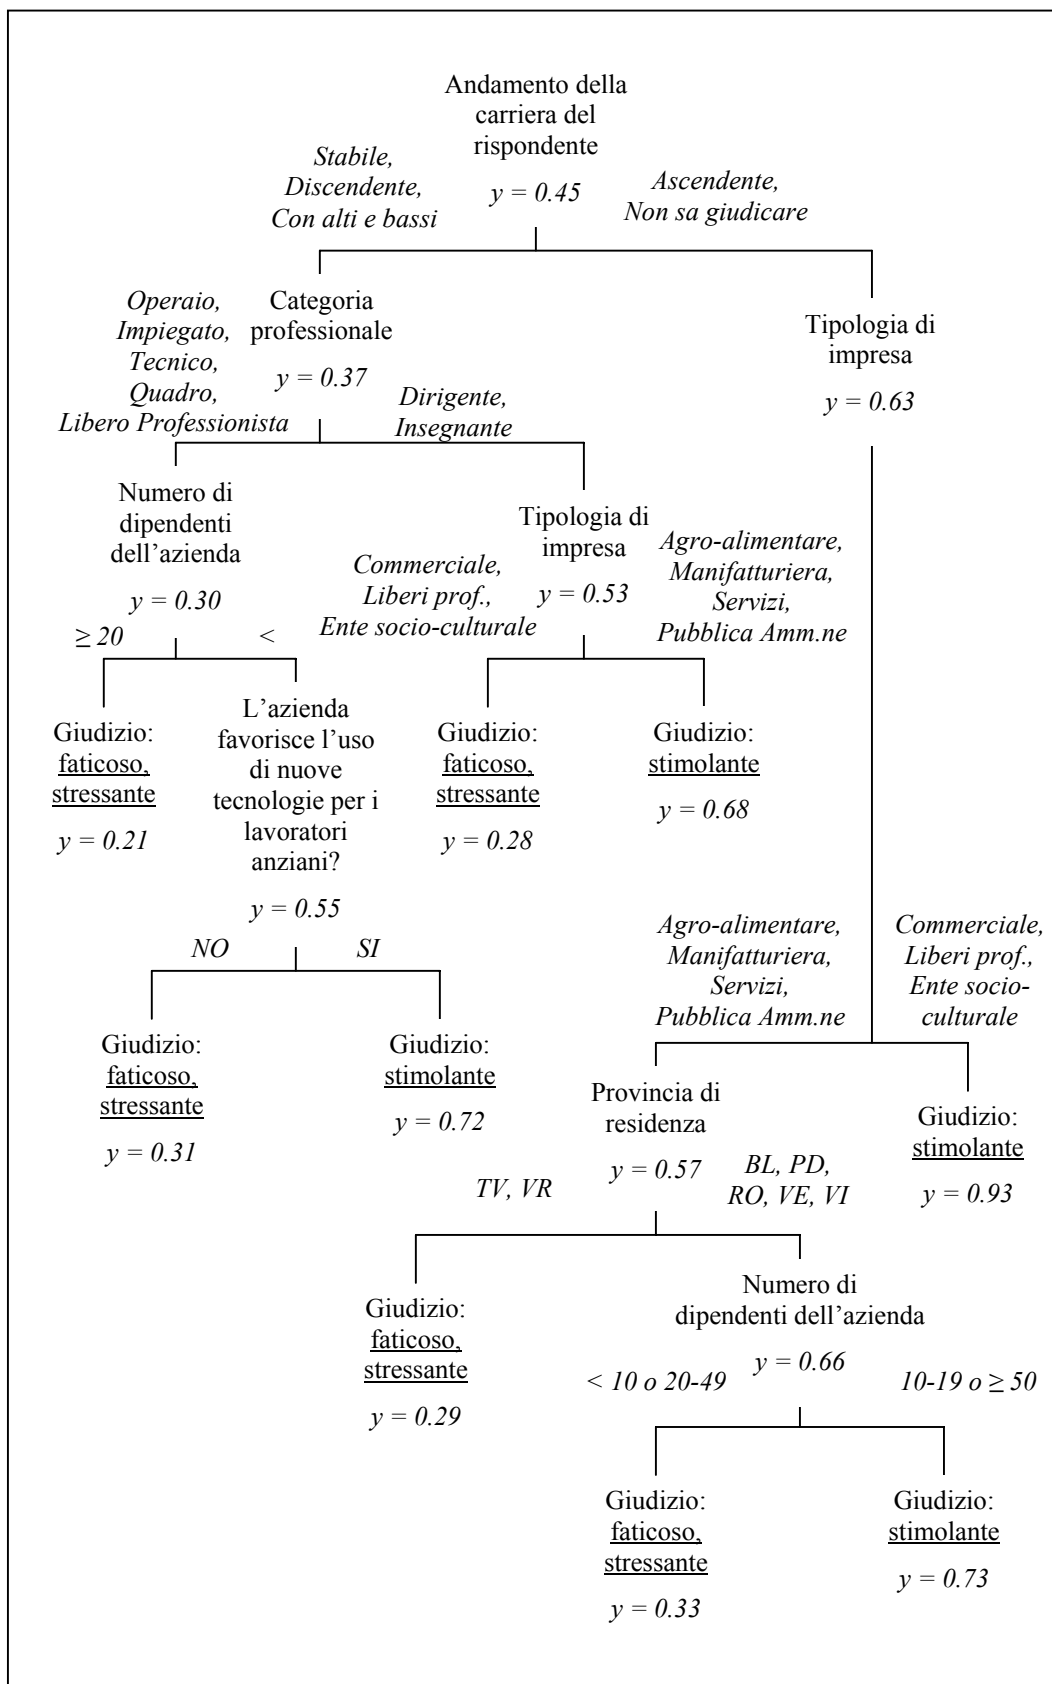 Andamento della
carriera del
rispondente
y = 0.45
Stabile,
Discendente,
Con alti e bassi
Ascendente,
Non sa giudicare
Categoria
professionale
y = 0.37
Operaio,
Impiegato,
Tecnico,
Quadro,
Libero Professionista
Dirigente,
Insegnante
Tipologia di
impresa
y = 0.63
Numero di
dipendenti
dell’azienda
y = 0.30
≥ 20
<
Tipologia di
impresa
y = 0.53
Commerciale,
Liberi prof.,
Ente socio-culturale
Agro-alimentare,
Manifatturiera,
Servizi,
Pubblica Amm.ne
Giudizio:
faticoso,
stressante
y = 0.21
L’azienda
favorisce l’uso
di nuove
tecnologie per i
lavoratori
anziani?
y = 0.55
Giudizio:
faticoso,
stressante
y = 0.28
Giudizio:
stimolante
y = 0.68
NO
SI
Giudizio:
faticoso,
stressante
y = 0.31
Giudizio:
stimolante
y = 0.72
Agro-alimentare,
Manifatturiera,
Servizi,
Pubblica Amm.ne
Commerciale,
Liberi prof.,
Ente socio-
culturale
Provincia di
residenza
y = 0.57
Giudizio:
stimolante
y = 0.93
TV, VR
BL, PD,
RO, VE, VI
Giudizio:
faticoso,
stressante
y = 0.29
Numero di
dipendenti dell’azienda
y = 0.66
< 10 o 20-49
10-19 o ≥ 50
Giudizio:
faticoso,
stressante
y = 0.33
Giudizio:
stimolante
y = 0.73